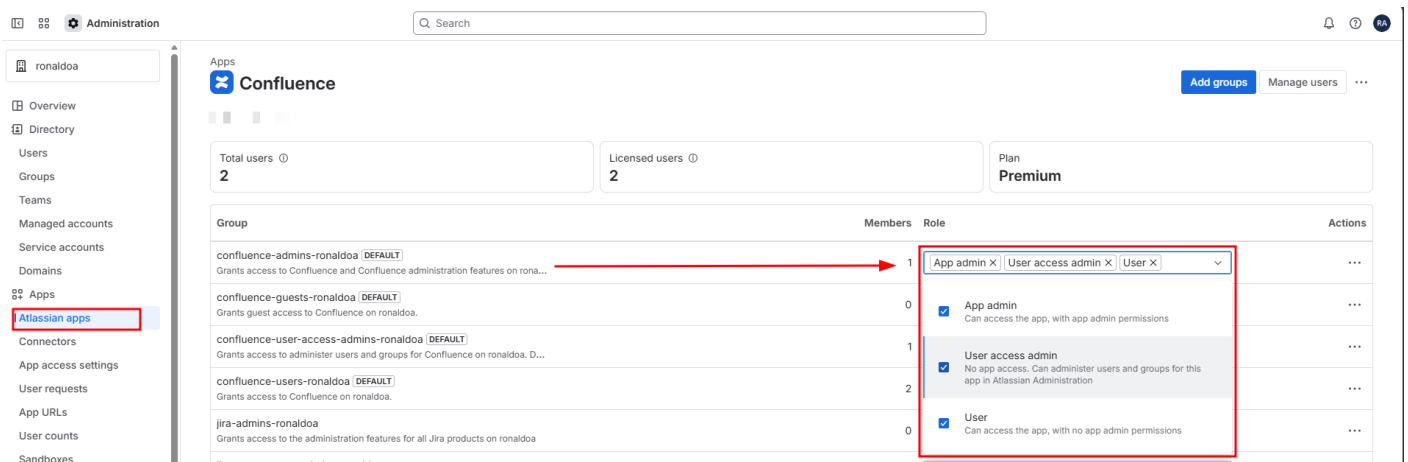 Administration
Search
RA
ronaldoa
Overview
Directory
Users
Groups
Teams
Managed accounts
Service accounts
Domains
Apps
Atlassian apps
Connectors
App access settings
User requests
App URLs
User counts
Sandboxes
Apps
Confluence
Add groups
Manage users
Total users
2
Licensed users
2
Plan
Premium
Group Members Role Actions
confluence-admins-ronaldoa DEFAULT
Grants access to Confluence and Confluence administration features on rona...
1
App admin × User access admin × User ×
confluence-guests-ronaldoa DEFAULT
Grants guest access to Confluence on ronaldoa.
0
confluence-user-access-admins-ronaldoa DEFAULT
Grants access to administer users and groups for Confluence on ronaldoa. D...
1
confluence-users-ronaldoa DEFAULT
Grants access to Confluence on ronaldoa.
2
jira-admins-ronaldoa
Grants access to the administration features for all Jira products on ronaldoa
0
App admin
Can access the app, with app admin permissions
User access admin
No app access. Can administer users and groups for this
app in Atlassian Administration
User
Can access the app, with no app admin permissions